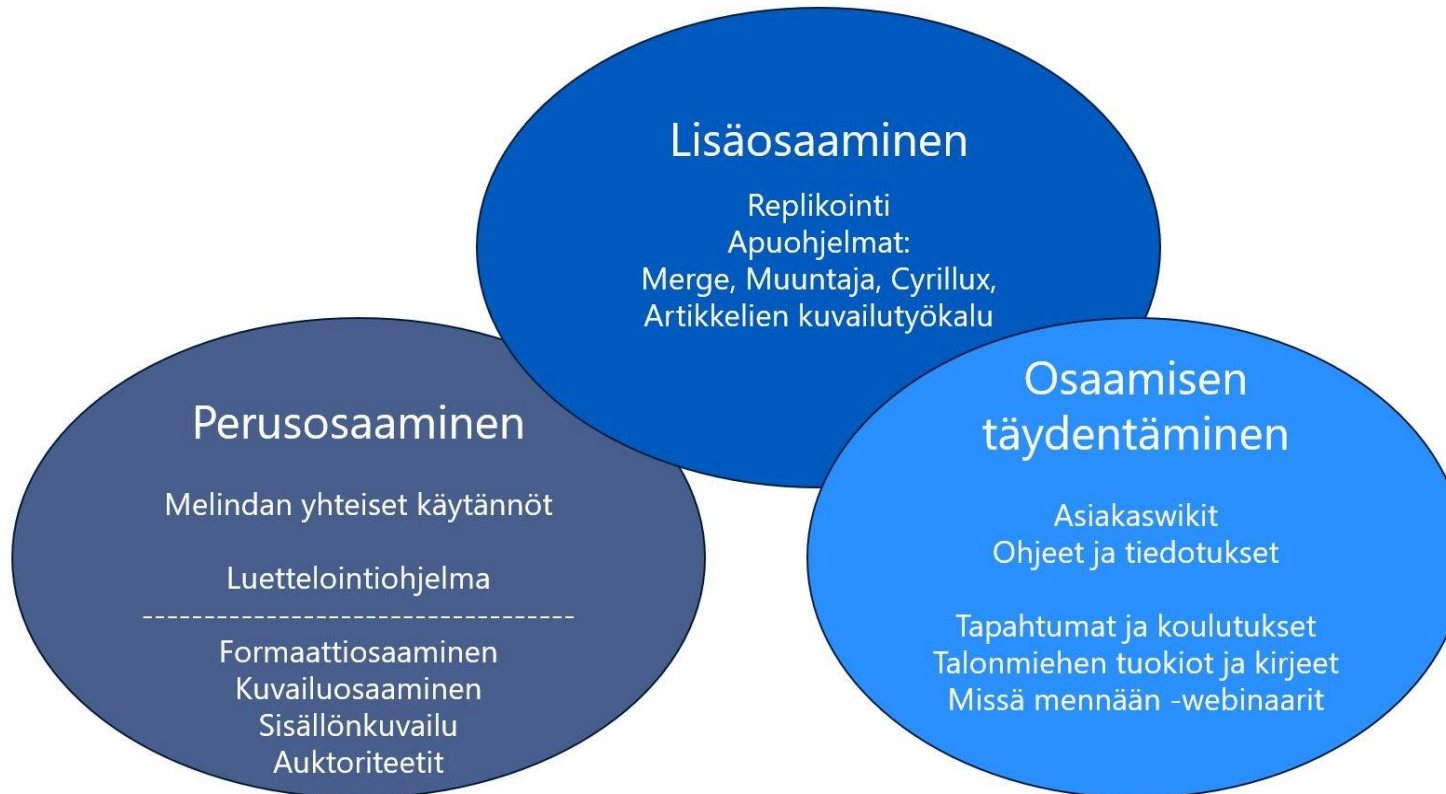 Lisäosaaminen
Replikointi
Apuohjelmat:
Merge, Muuntaja, Cyrillux,
Artikkelien kuvailutyökalu
Perusosaaminen
Melindan yhteiset käytännöt
Luettelointiohjelma
-----------------------------------
Formaattiosaaminen
Kuvailuosaaminen
Sisällönkuvailu
Auktoriteetit
Osaamisen
täydentäminen
Asiakaswikit
Ohjeet ja tiedotukset
Tapahtumat ja koulutukset
Talonmiehen tuokiot ja kirjeet
Missä mennään -webinaarit